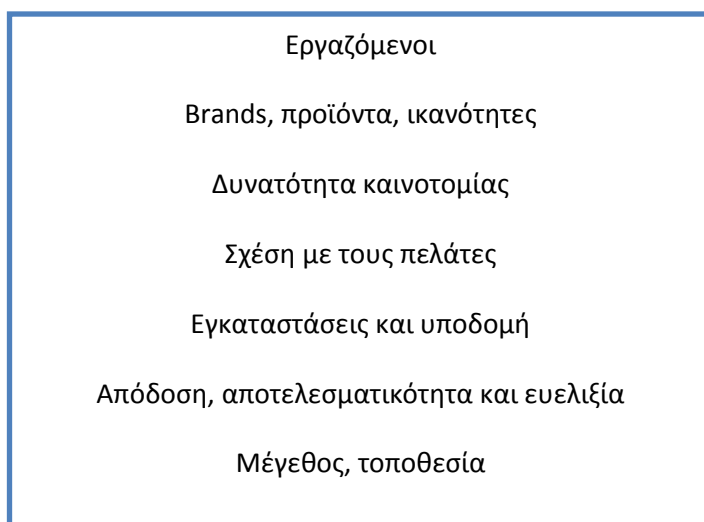 Εργαζόμενοι
Brands, προϊόντα, ικανότητες
Δυνατότητα καινοτομίας
Σχέση με τους πελάτες
Εγκαταστάσεις και υποδομή
Απόδοση, αποτελεσματικότητα και ευελιξία
Μέγεθος, τοποθεσία